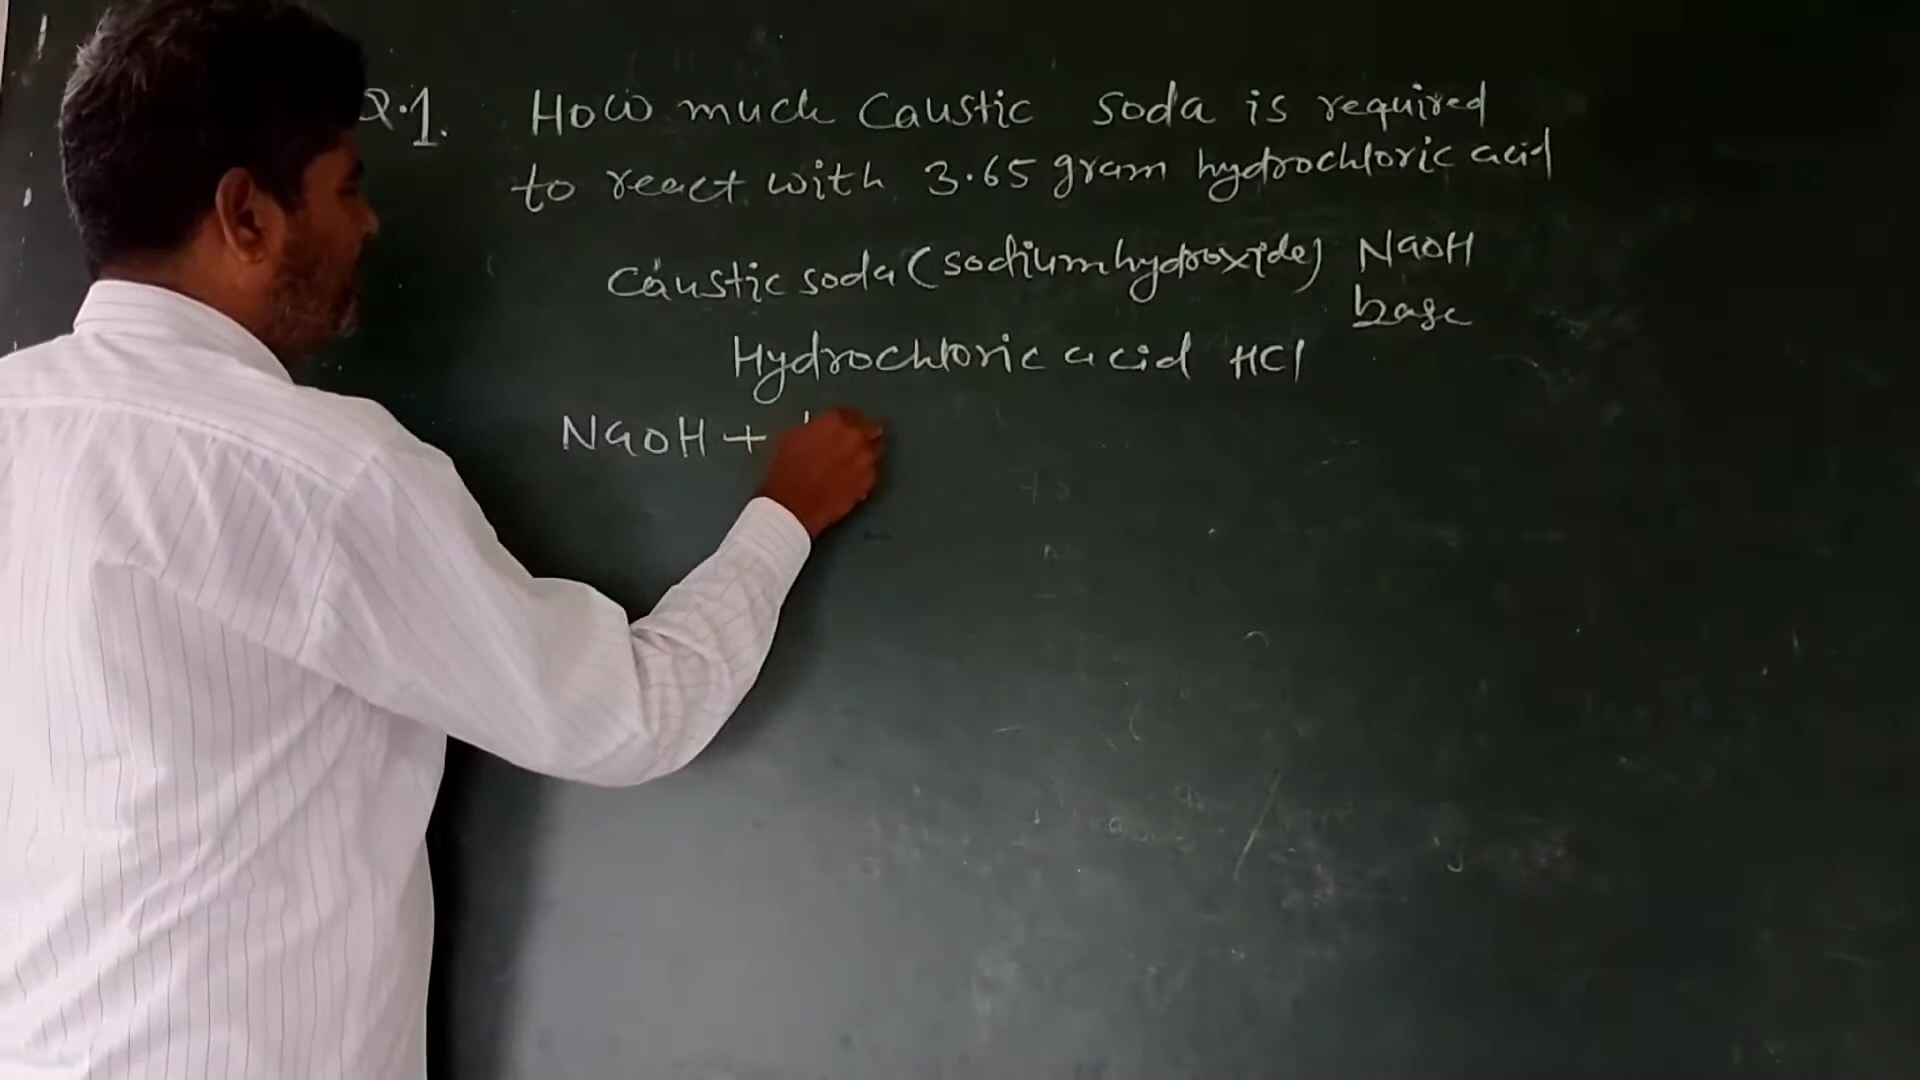 Q.1. How much caustic soda is required
to react with 3.65 gram hydrochloric acid
caustic soda (sodium hydroxide) NaOH
base
Hydrochloric acid HCl
NaOH +